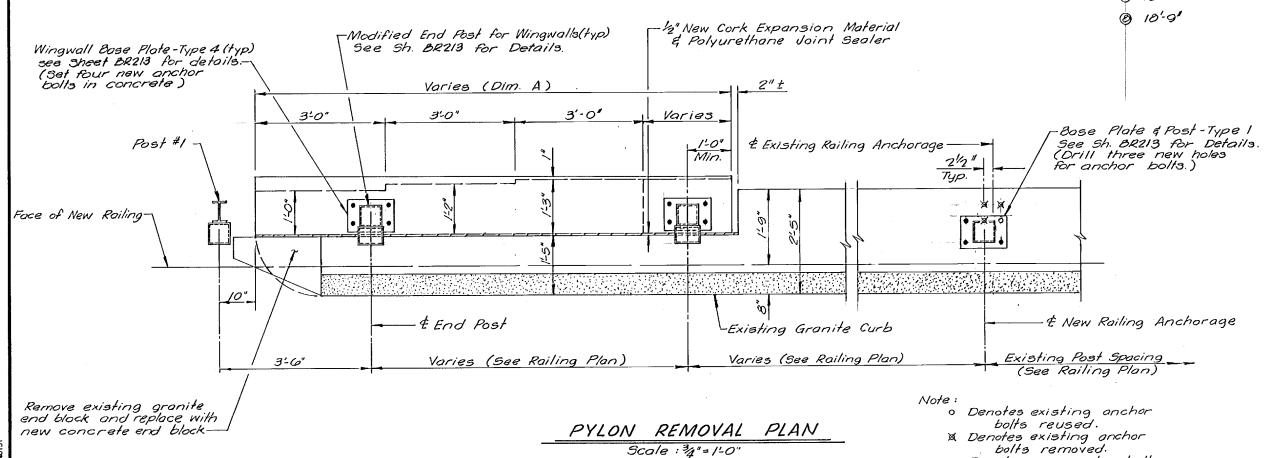 Ⓑ 10'-9"
Wingwall Base Plate-Type 4 (typ)
see Sheet BR213 for details.
(Set four new anchor
bolts in concrete)
Modified End Post for Wingwalls(typ)
See Sh. BR213 for Details.
1/2" New Cork Expansion Material
& Polyurethane Joint Sealer
Varies (Dim. A)
2" ±
3'-0"
3'-0"
3'-0"
Varies
Post #1
1'-0"
Min.
℄ Existing Railing Anchorage
Base Plate & Post-Type 1
See Sh. BR213 for Details.
(Drill three new holes
for anchor bolts.)
2 1/2"
Typ.
1"
1'-0"
1'-2"
1'-3"
1'-9"
2'-5"
Face of New Railing
1'-5"
10"
8"
℄ End Post
Existing Granite Curb
℄ New Railing Anchorage
3'-6"
Varies (See Railing Plan)
Varies (See Railing Plan)
Existing Post Spacing
(See Railing Plan)
Remove existing granite
end block and replace with
new concrete end block
PYLON REMOVAL PLAN
Scale : 3/4" = 1'-0"
Note :
o Denotes existing anchor
bolts reused.
Denotes existing anchor
bolts removed.